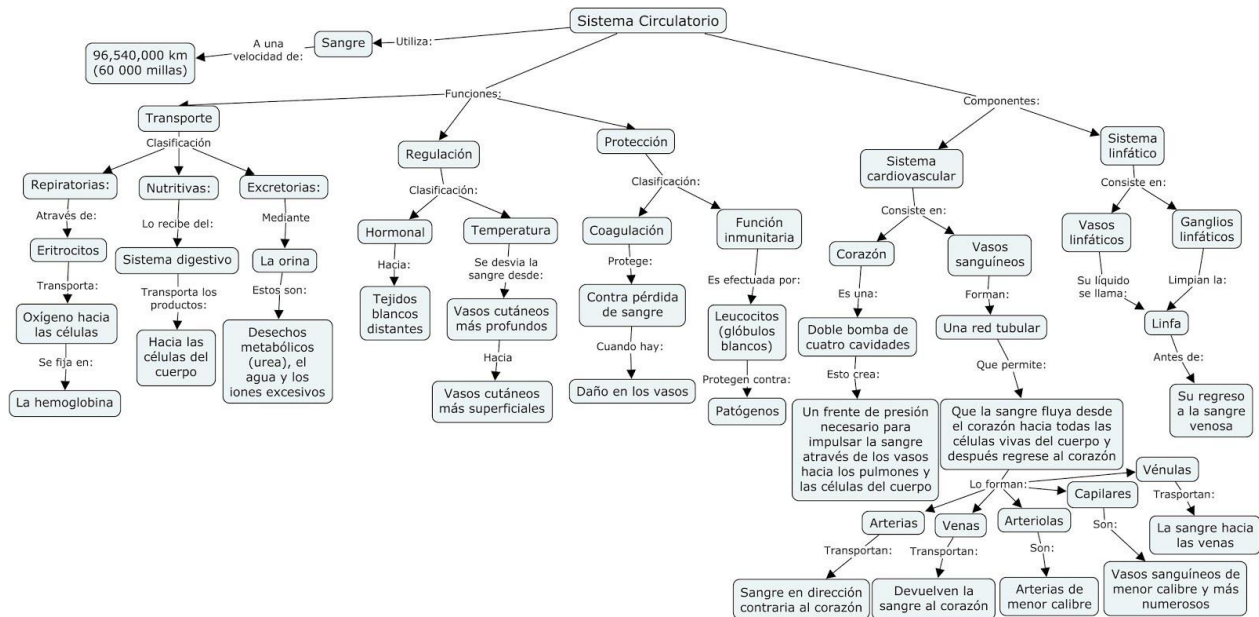 Sistema Circulatorio
Utiliza:
Sangre
A una
velocidad de:
96,540,000 km
(60 000 millas)
Funciones:
Transporte
Clasificación
Repiratorias:
Através de:
Eritrocitos
Transporta:
Oxígeno hacia
las células
Se fija en:
La hemoglobina
Nutritivas:
Lo recibe del:
Sistema digestivo
Transporta los
productos:
Hacia las
células del
cuerpo
Excretorias:
Mediante
La orina
Estos son:
Desechos
metabólicos
(urea), el
agua y los
iones excesivos
Regulación
Clasificación:
Hormonal
Hacia:
Tejidos
blancos
distantes
Temperatura
Se desvia la
sangre desde:
Vasos cutáneos
más profundos
Hacia
Vasos cutáneos
más superficiales
Protección
Clasificación:
Coagulación
Protege:
Contra pérdida
de sangre
Cuando hay:
Daño en los vasos
Función
inmunitaria
Es efectuada por:
Leucocitos
(glóbulos
blancos)
Protegen contra:
Patógenos
Componentes:
Sistema
cardiovascular
Consiste en:
Corazón
Es una:
Doble bomba de
cuatro cavidades
Esto crea:
Un frente de presión
necesario para
impulsar la sangre
através de los vasos
hacia los pulmones y
las células del cuerpo
Vasos
sanguíneos
Forman:
Una red tubular
Que permite:
Que la sangre fluya desde
el corazón hacia todas las
células vivas del cuerpo y
después regrese al corazón
Lo forman:
Arterias
Transportan:
Sangre en dirección
contraria al corazón
Venas
Transportan:
Devuelven la
sangre al corazón
Arteriolas
Son:
Arterias de
menor calibre
Capilares
Son:
Vasos sanguíneos de
menor calibre y más
numerosos
Vénulas
Trasportan:
La sangre hacia
las venas
Sistema
linfático
Consiste en:
Vasos
linfáticos
Su líquido
se llama:
Ganglios
linfáticos
Limpian la:
Linfa
Antes de:
Su regreso
a la sangre
venosa